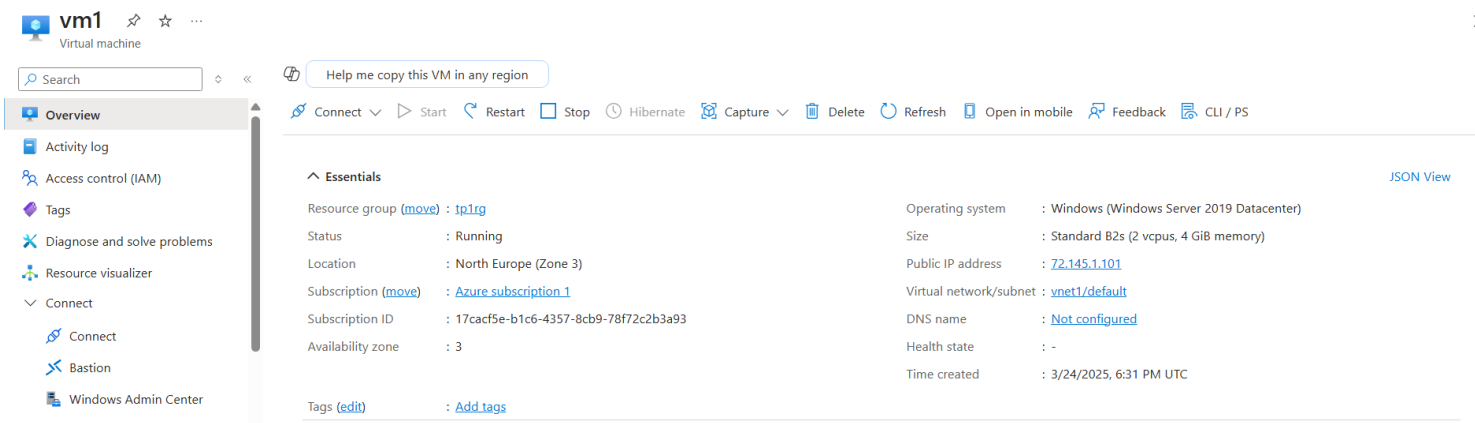 vm1
Virtual machine
Search
Overview
Activity log
Access control (IAM)
Tags
Diagnose and solve problems
Resource visualizer
Connect
Connect
Bastion
Windows Admin Center
Help me copy this VM in any region
Connect Start Restart Stop Hibernate Capture Delete Refresh Open in mobile Feedback CLI / PS
Essentials
JSON View
Resource group (move) : tp1rg
Status : Running
Location : North Europe (Zone 3)
Subscription (move) : Azure subscription 1
Subscription ID : 17cacf5e-b1c6-4357-8cb9-78f72c2b3a93
Availability zone : 3
Operating system : Windows (Windows Server 2019 Datacenter)
Size : Standard B2s (2 vcpus, 4 GiB memory)
Public IP address : 72.145.1.101
Virtual network/subnet : vnet1/default
DNS name : Not configured
Health state : -
Time created : 3/24/2025, 6:31 PM UTC
Tags (edit) : Add tags